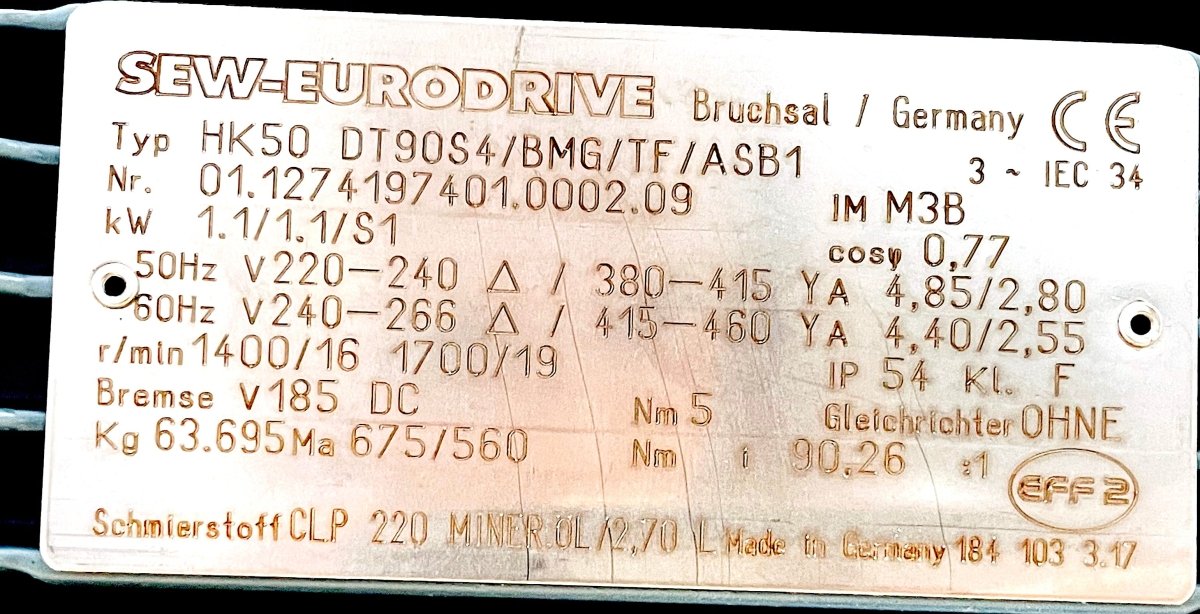 SEW-EURODRIVE Bruchsal / Germany CE
Typ HK50 DT90S4/BMG/TF/ASB1 3 ~ IEC 34
Nr. 01.1274197401.0002.09 IM M3B
kW 1.1/1.1/S1 cosφ 0,77
50Hz V220-240 Δ / 380-415 Y A 4,85/2,80
60Hz V240-266 Δ / 415-460 Y A 4,40/2,55
r/min 1400/16 1700/19 IP 54 Kl. F
Bremse V185 DC Nm 5 Gleichrichter OHNE
Kg 63.695 Ma 675/560 Nm i 90,26 :1
EFF2
Schmierstoff CLP 220 MINER.ÖL/2,70 L Made in Germany 184 103 3.17